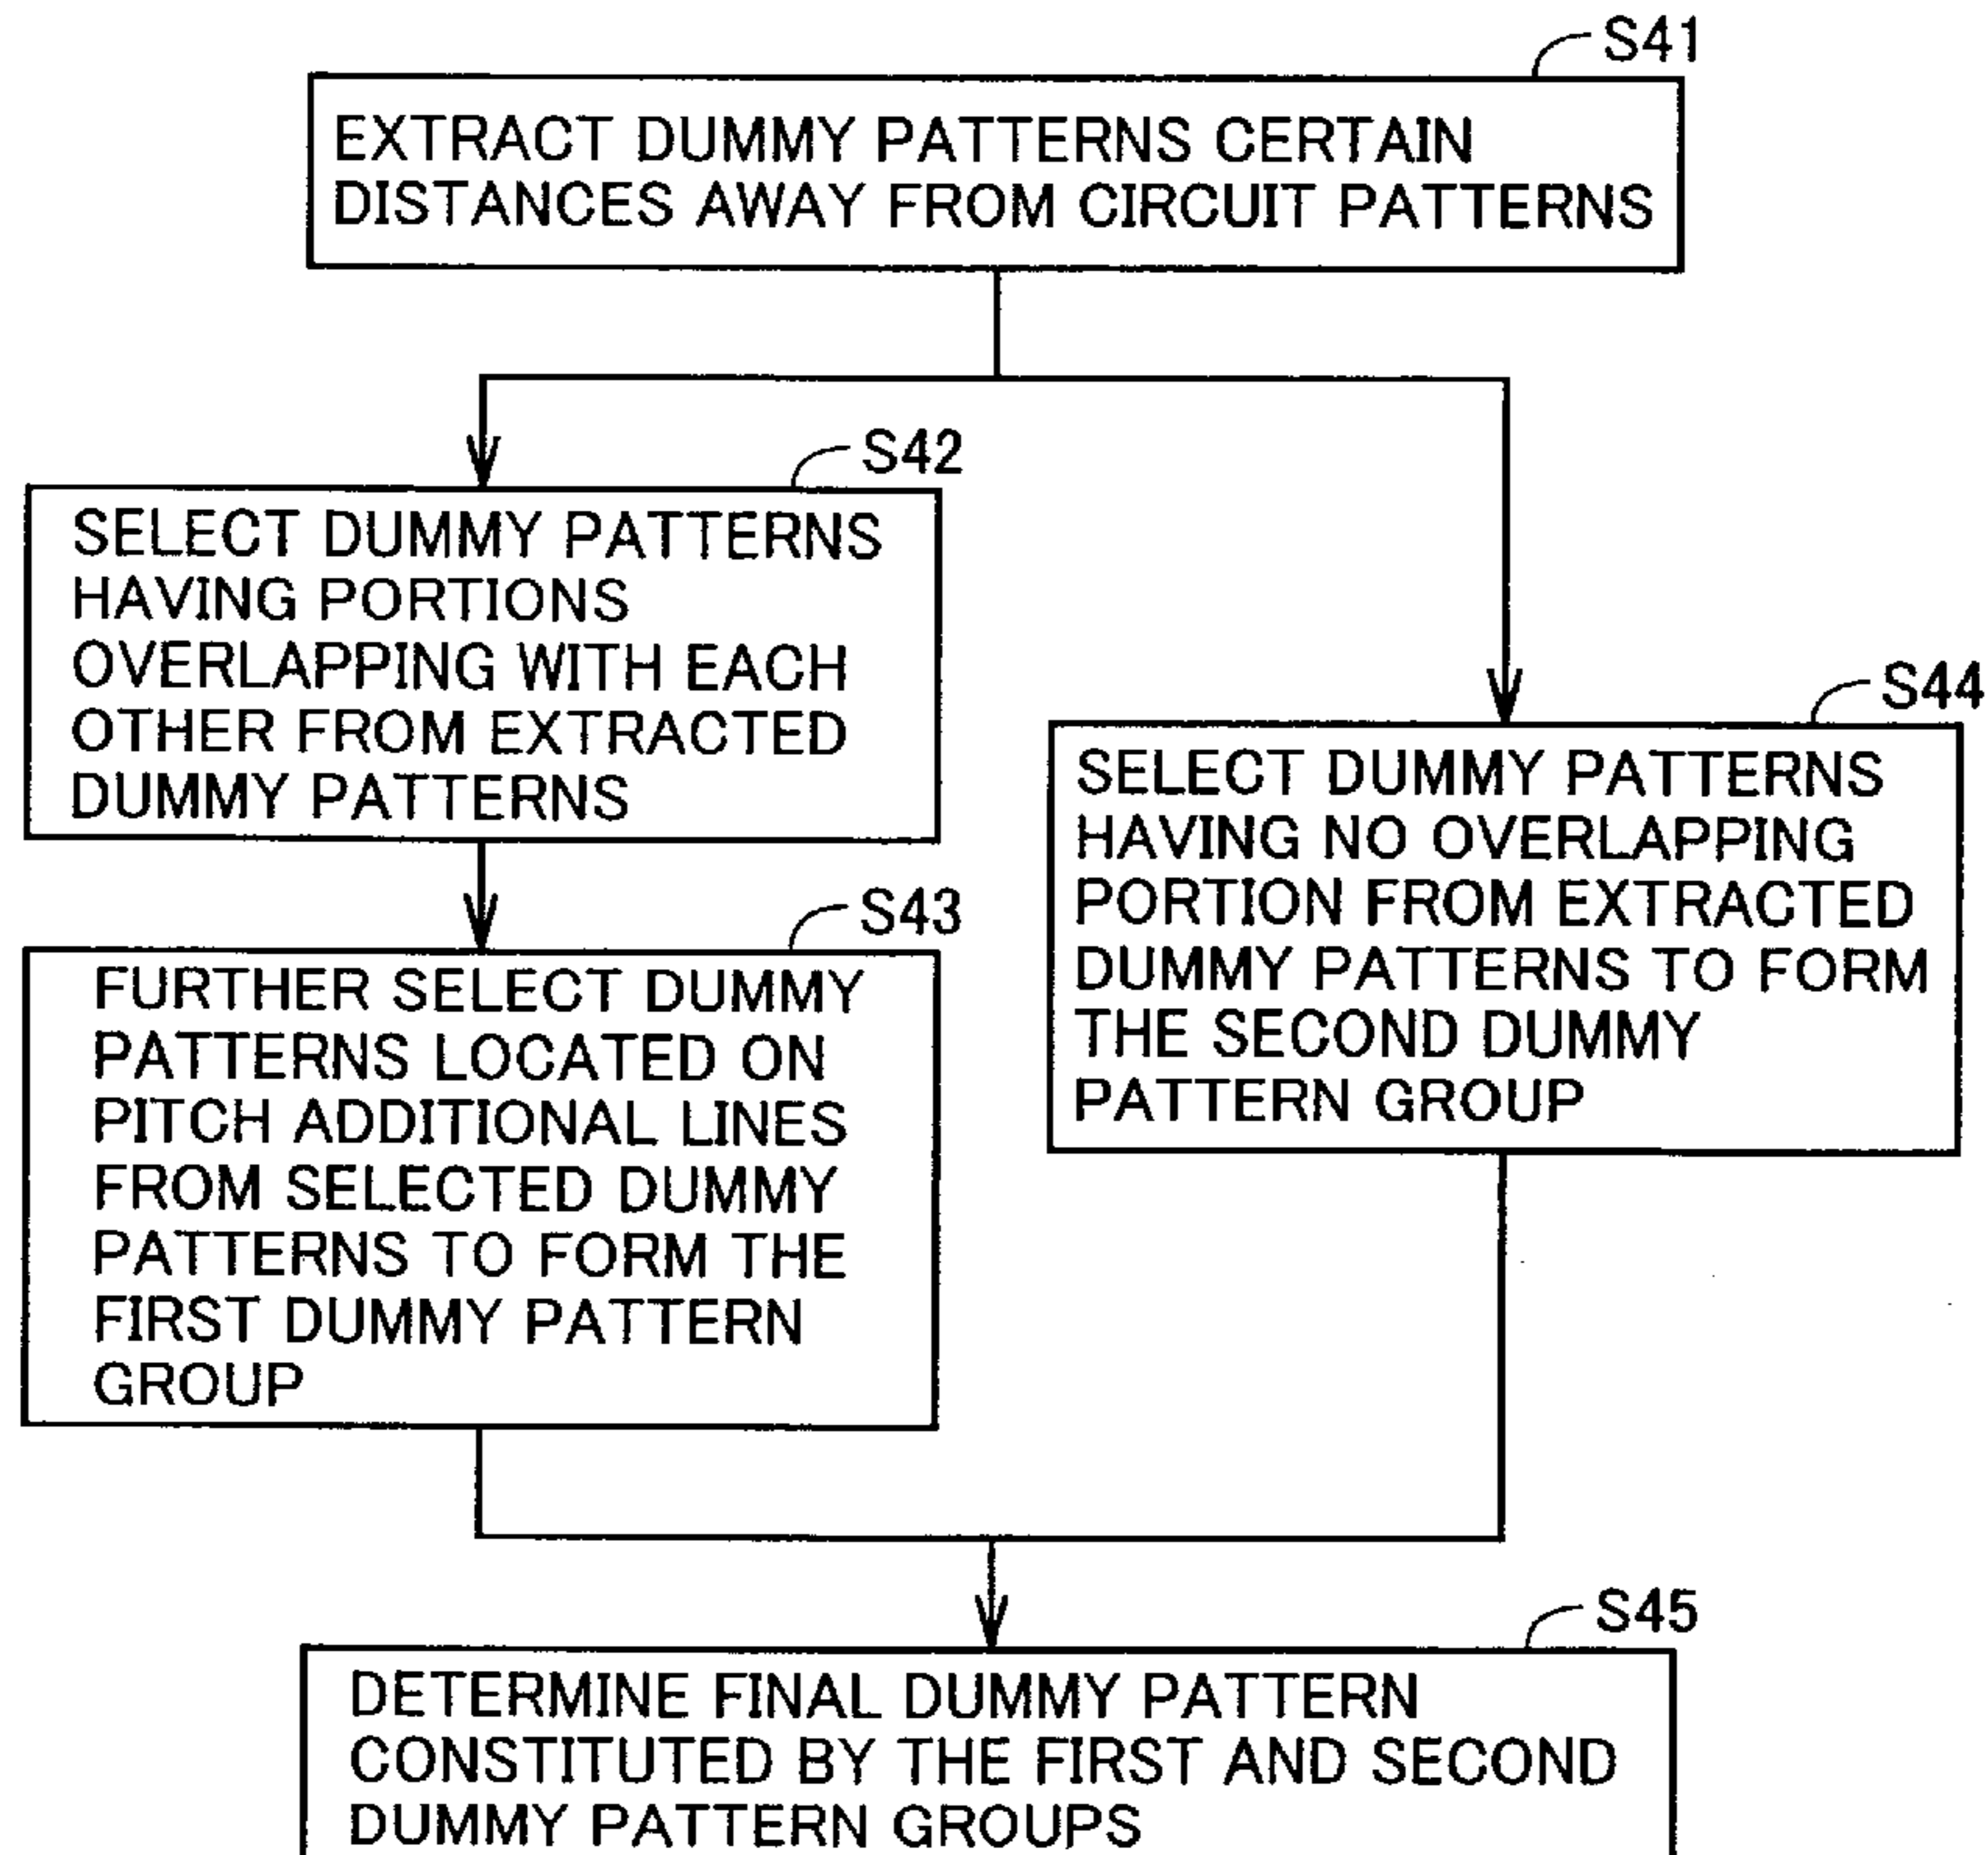 S41
EXTRACT DUMMY PATTERNS CERTAIN
DISTANCES AWAY FROM CIRCUIT PATTERNS
S42
SELECT DUMMY PATTERNS
HAVING PORTIONS
OVERLAPPING WITH EACH
OTHER FROM EXTRACTED
DUMMY PATTERNS
S43
FURTHER SELECT DUMMY
PATTERNS LOCATED ON
PITCH ADDITIONAL LINES
FROM SELECTED DUMMY
PATTERNS TO FORM THE
FIRST DUMMY PATTERN
GROUP
S44
SELECT DUMMY PATTERNS
HAVING NO OVERLAPPING
PORTION FROM EXTRACTED
DUMMY PATTERNS TO FORM
THE SECOND DUMMY
PATTERN GROUP
S45
DETERMINE FINAL DUMMY PATTERN
CONSTITUTED BY THE FIRST AND SECOND
DUMMY PATTERN GROUPS